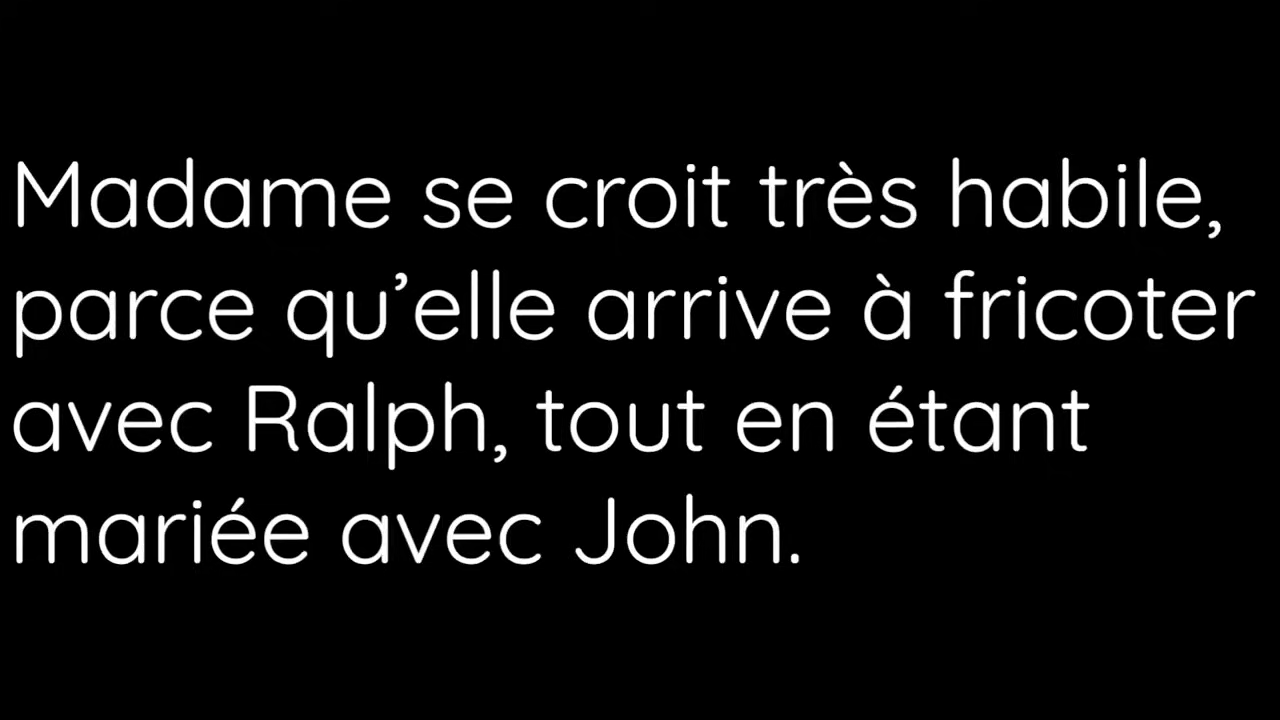 Madame se croit très habile,
parce qu’elle arrive à fricoter
avec Ralph, tout en étant
mariée avec John.